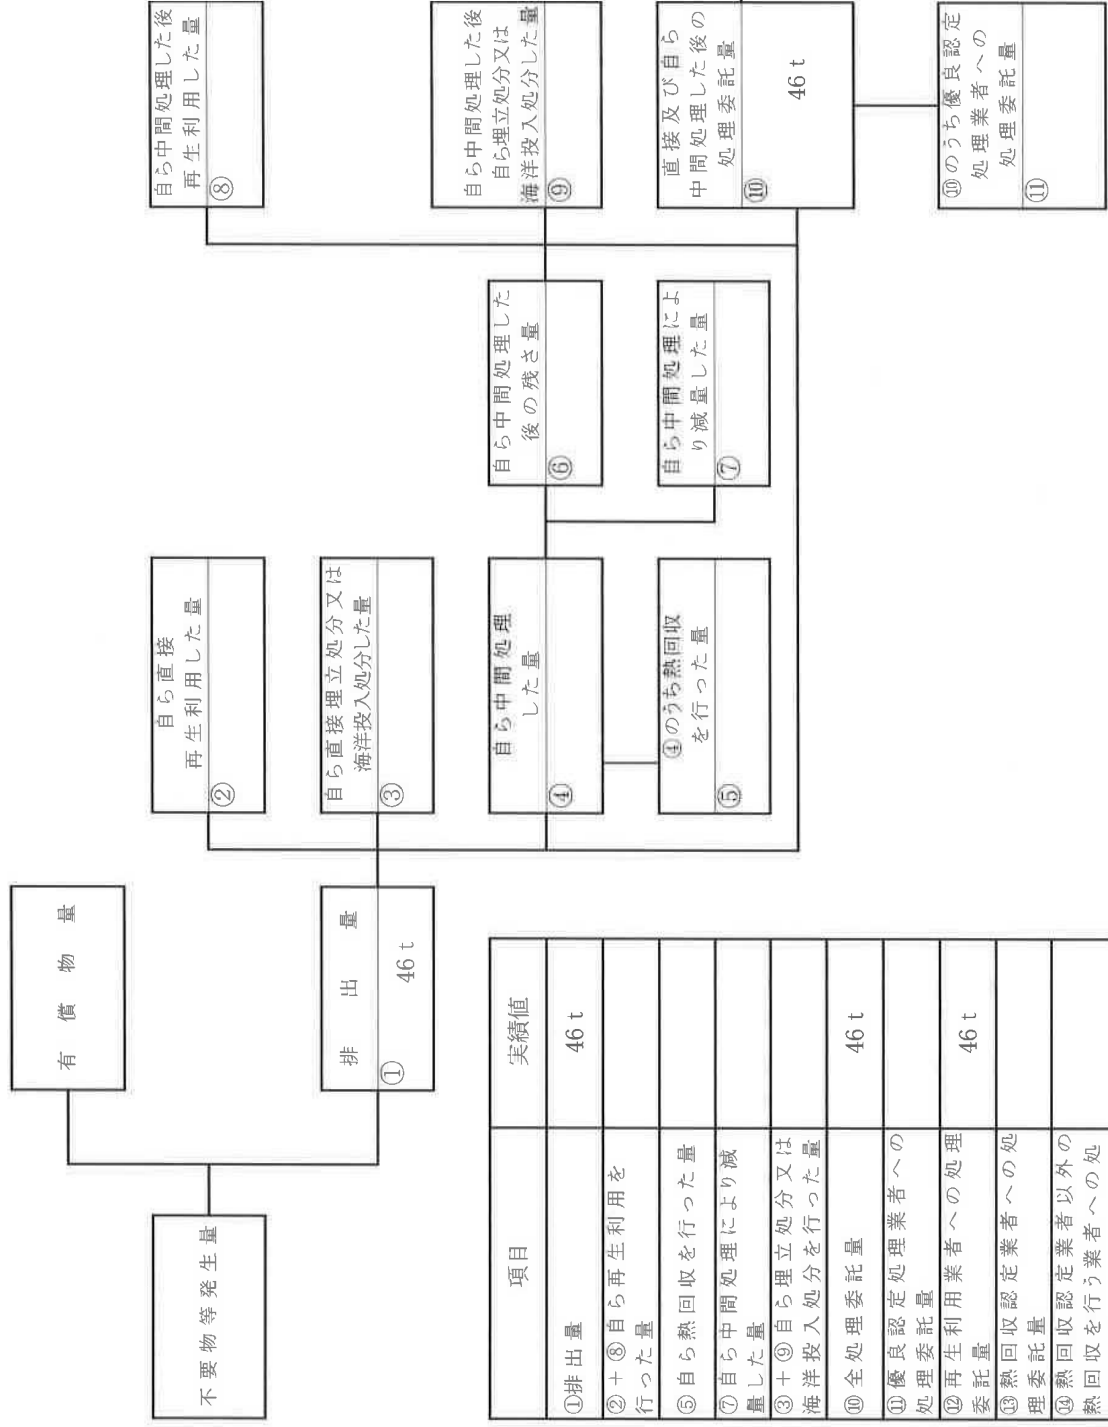 不要物等発生量
有償物量
排出量
①
46 t
自ら直接
再生利用した量
②
自ら直接埋立処分又は
海洋投入処分した量
③
自ら中間処理
した量
④
④のうち熱回収
を行った量
⑤
自ら中間処理した
後の残さ量
⑥
自ら中間処理によ
り減量した量
⑦
自ら中間処理した後
再生利用した量
⑧
自ら中間処理した後
自ら埋立処分又は
海洋投入処分した量
⑨
直接及び自ら
中間処理した後の
処理委託量
⑩
46 t
⑩のうち優良認定
処理業者への
処理委託量
⑪
項目
実績値
①排出量
46 t
②+⑧自ら再生利用を
行った量
⑤自ら熱回収を行った量
⑦自ら中間処理により減
量した量
③+⑨自ら埋立処分又は
海洋投入処分を行った量
⑩全処理委託量
46 t
⑪優良認定処理業者への
処理委託量
⑫再生利用業者への処理
委託量
46 t
⑬熱回収認定業者への処
理委託量
⑭熱回収認定業者以外の
熱回収を行う業者への処